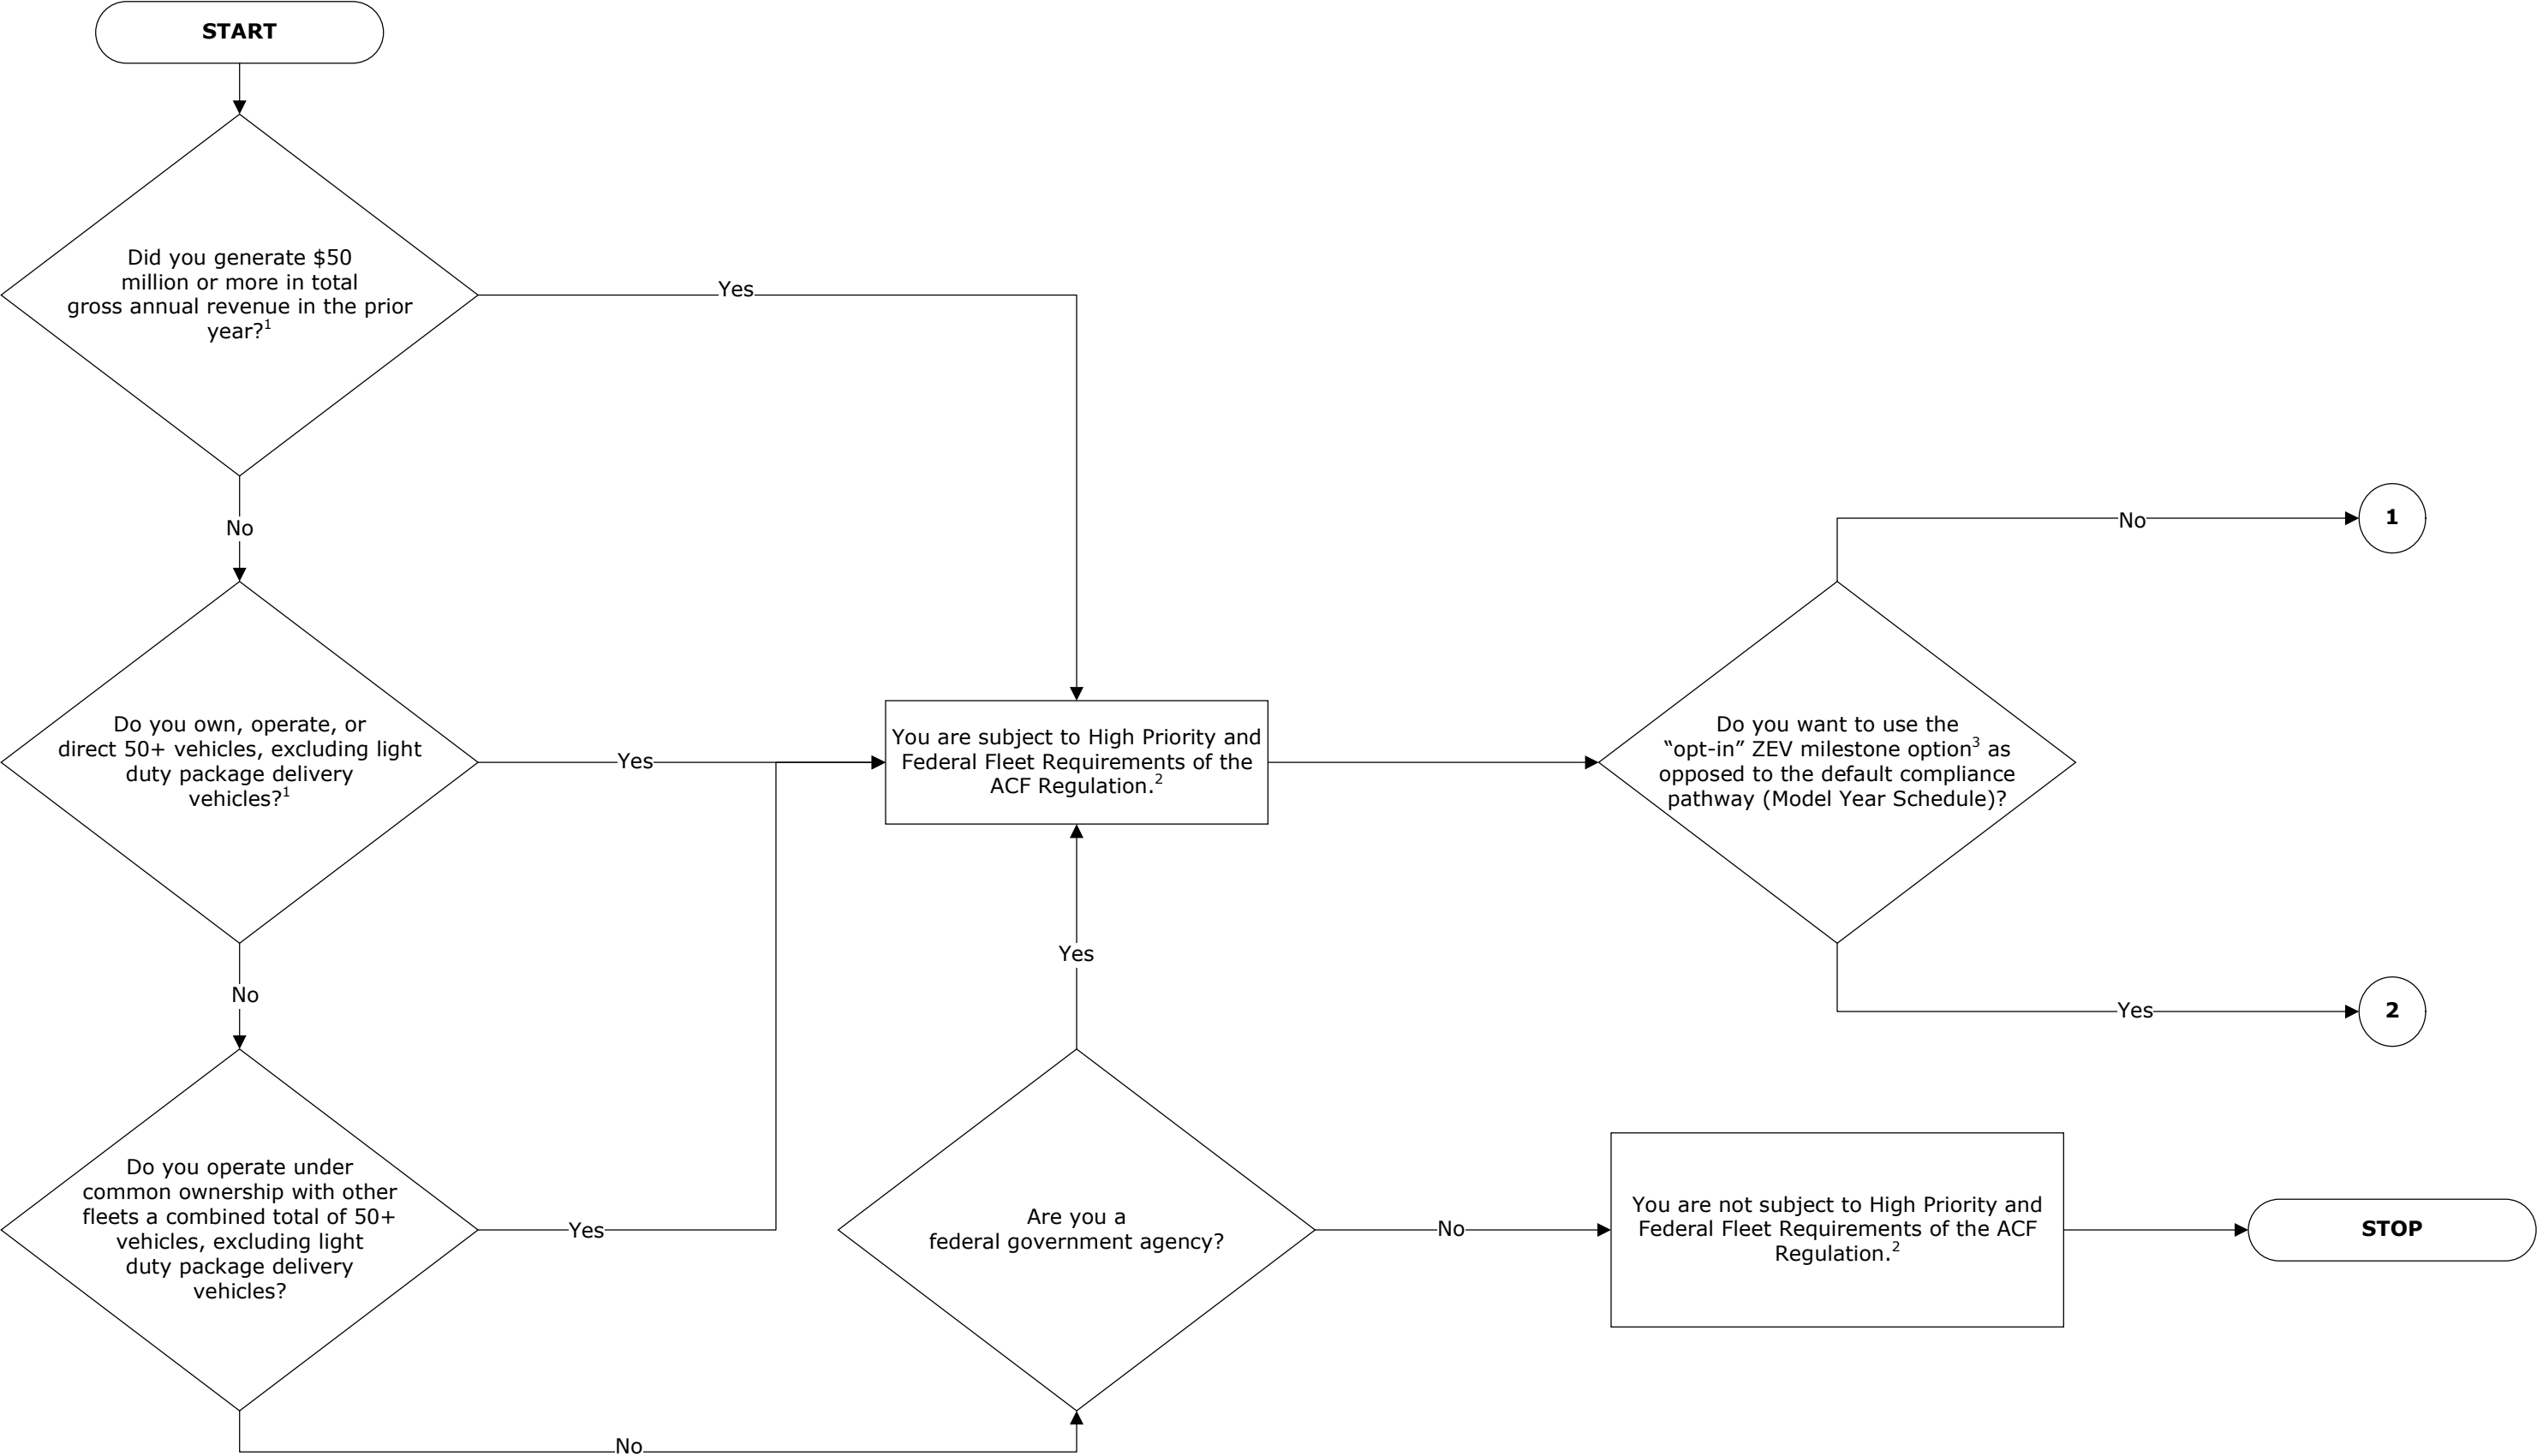 START
Did you generate $50
million or more in total
gross annual revenue in the prior
year?1
Yes
No
Do you own, operate, or
direct 50+ vehicles, excluding light
duty package delivery
vehicles?1
Yes
No
Do you operate under
common ownership with other
fleets a combined total of 50+
vehicles, excluding light
duty package delivery
vehicles?
Yes
No
You are subject to High Priority and
Federal Fleet Requirements of the
ACF Regulation.2
Yes
Are you a
federal government agency?
No
You are not subject to High Priority and
Federal Fleet Requirements of the ACF
Regulation.2
STOP
Do you want to use the
“opt-in” ZEV milestone option3 as
opposed to the default compliance
pathway (Model Year Schedule)?
No
1
Yes
2